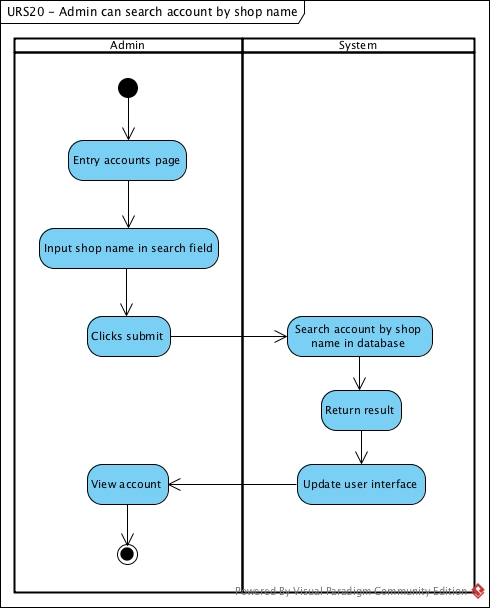 URS20 - Admin can search account by shop name
Admin
System
Entry accounts page
Input shop name in search field
Clicks submit
Search account by shop
name in database
Return result
View account
Update user interface
Powered By Visual Paradigm Community Edition